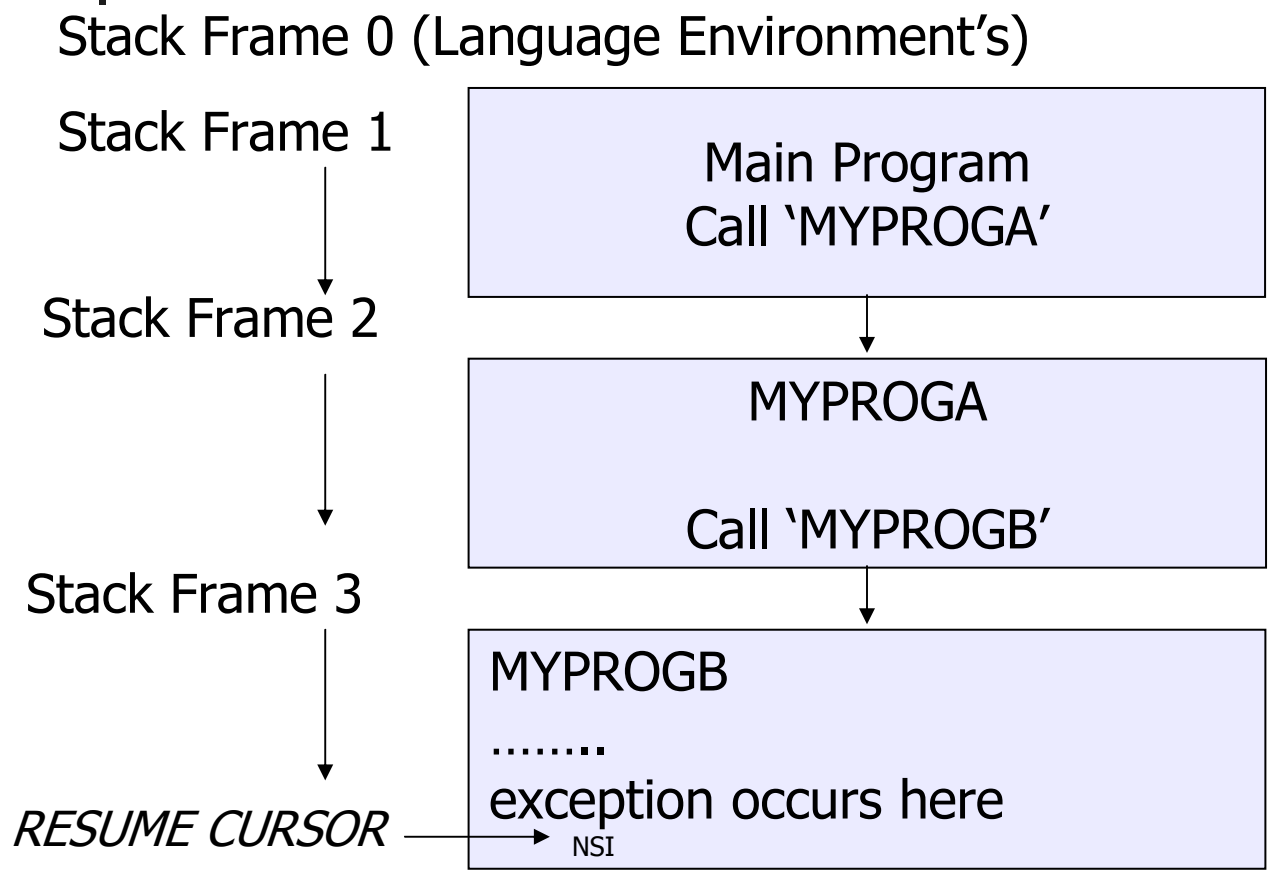 Stack Frame 0 (Language Environment’s)
Stack Frame 1
Main Program
Call ‘MYPROGA’
Stack Frame 2
MYPROGA
Call ‘MYPROGB’
Stack Frame 3
MYPROGB
……..
exception occurs here
RESUME CURSOR
NSI